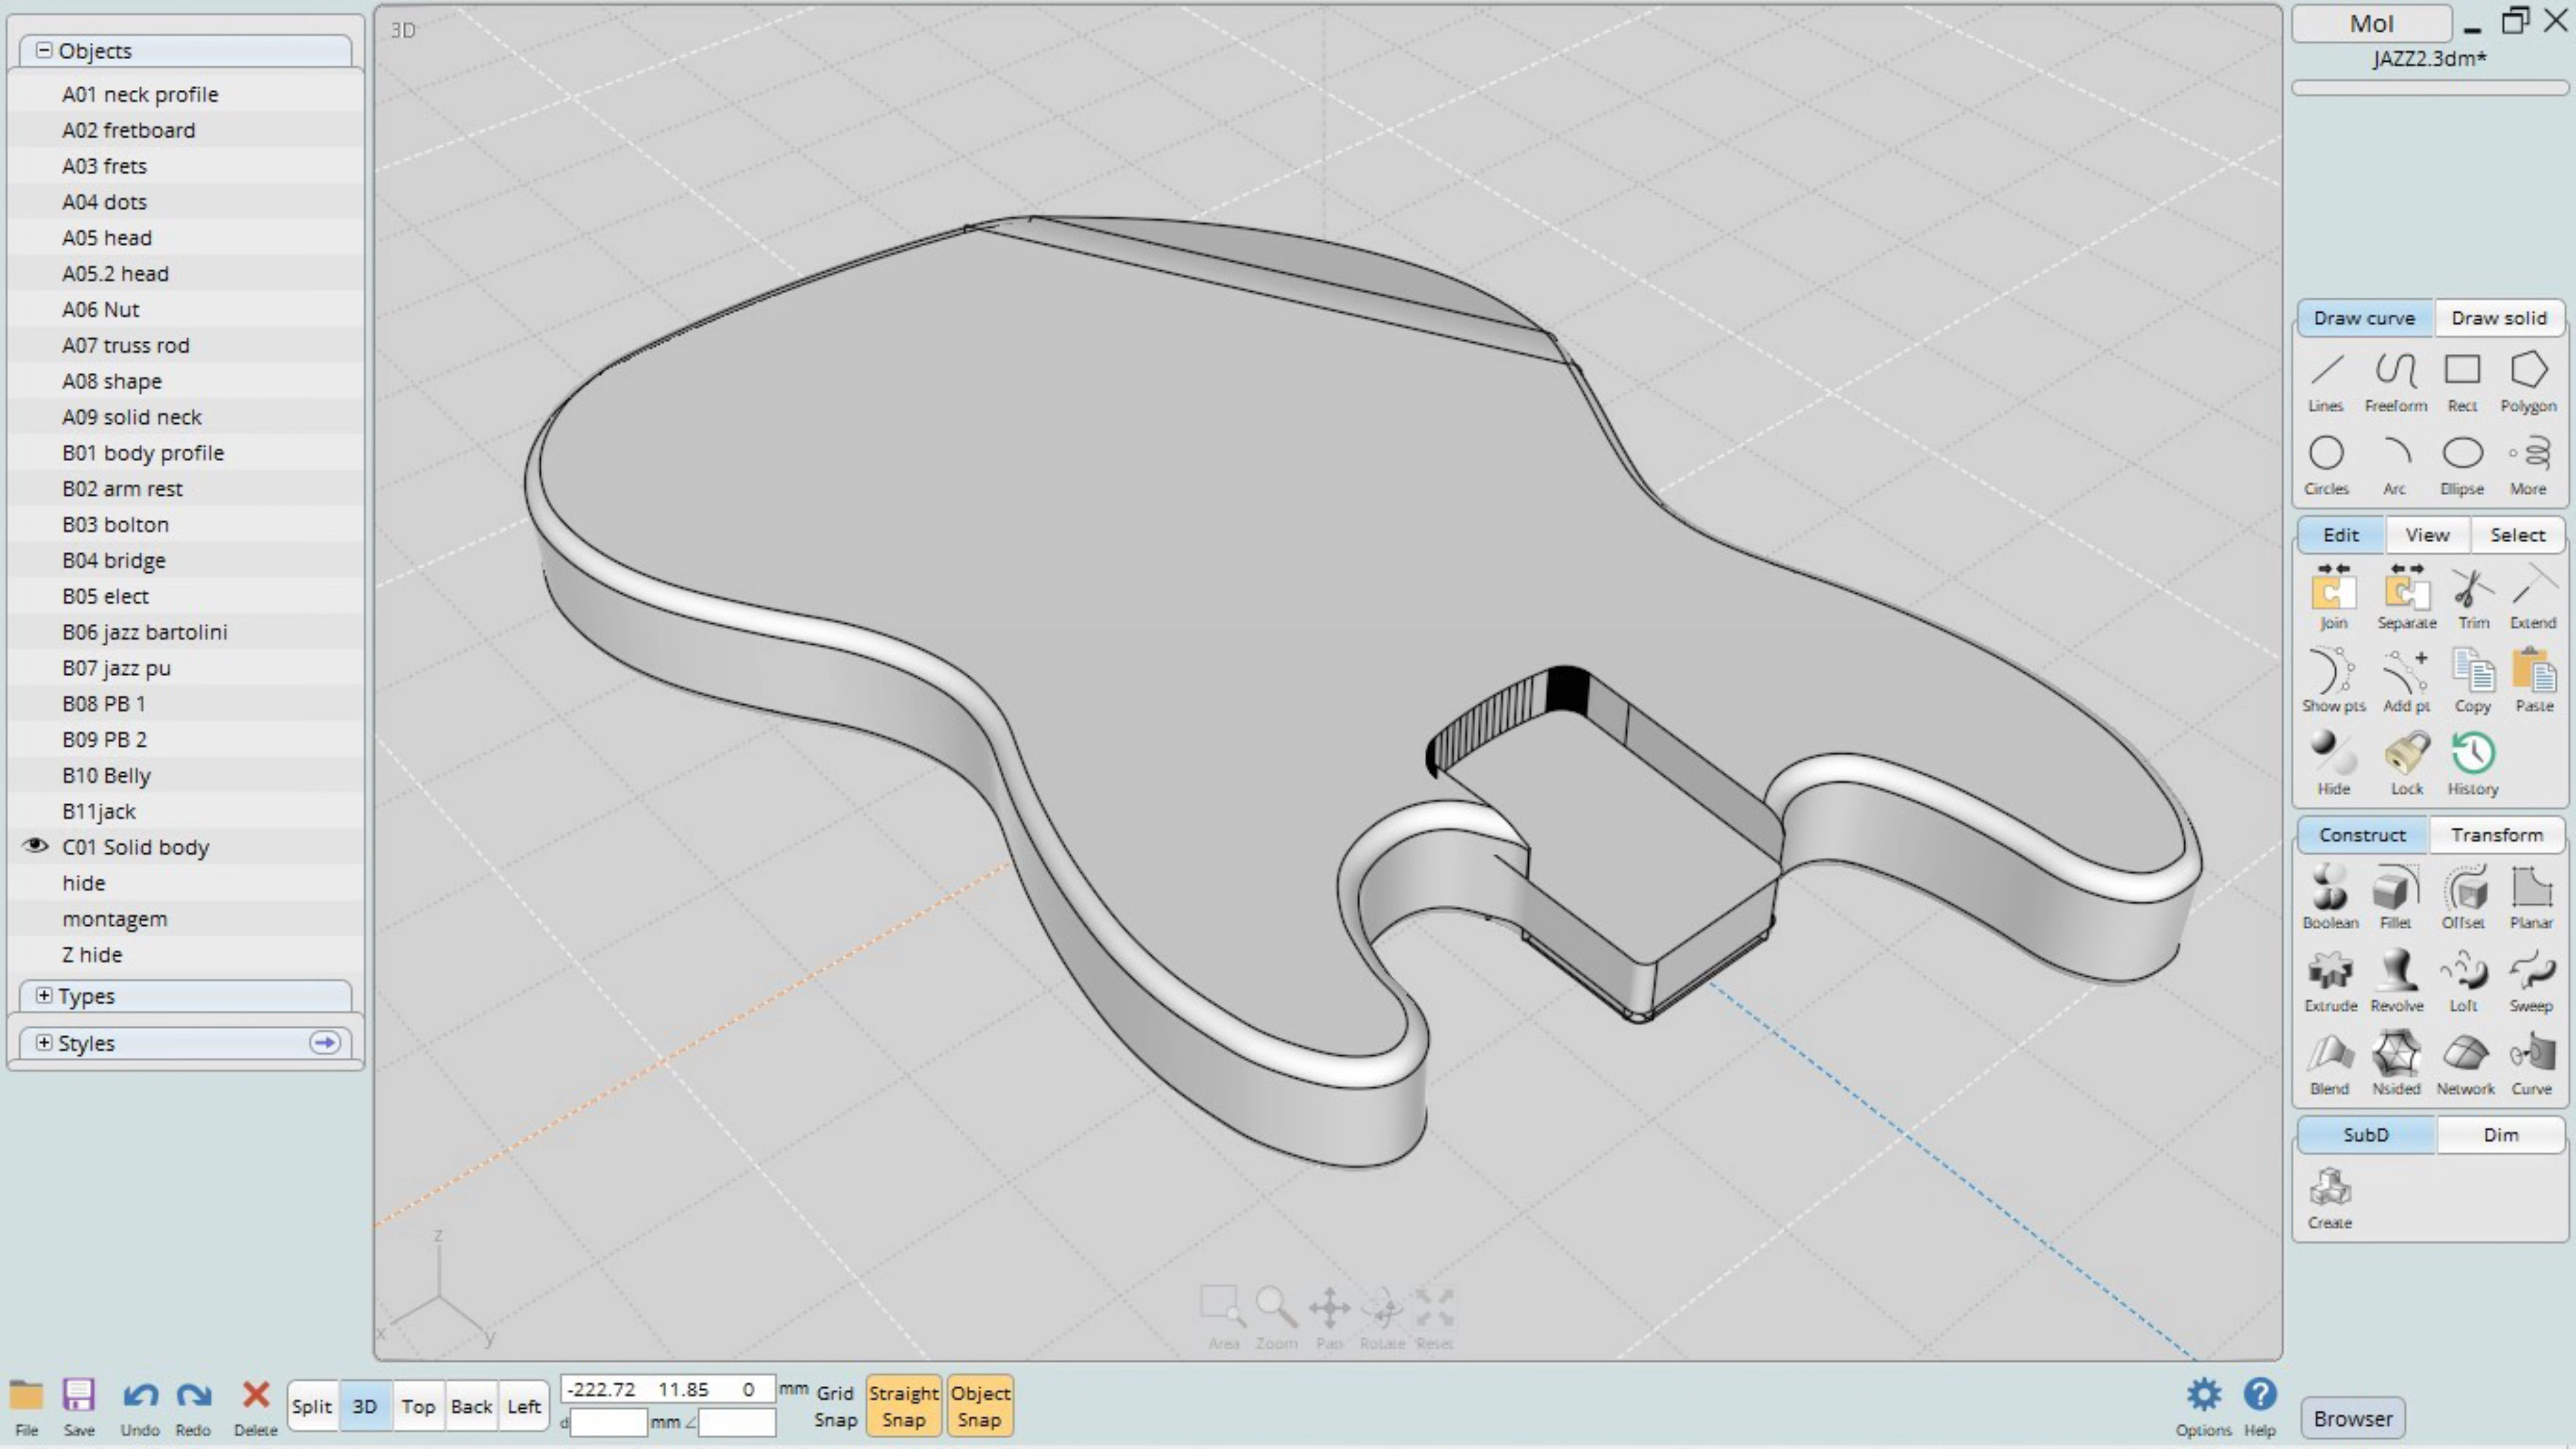 Objects
A01 neck profile
A02 fretboard
A03 frets
A04 dots
A05 head
A05.2 head
A06 Nut
A07 truss rod
A08 shape
A09 solid neck
B01 body profile
B02 arm rest
B03 bolton
B04 bridge
B05 elect
B06 jazz bartolini
B07 jazz pu
B08 PB 1
B09 PB 2
B10 Belly
B11jack
C01 Solid body
hide
montagem
Z hide
Types
Styles
3D
z
x
y
Area Zoom Pan Rotate Reset
MoI
JAZZ2.3dm*
Draw curve Draw solid
Lines Freeform Rect Polygon
Circles Arc Ellipse More
Edit View Select
Join Separate Trim Extend
Show pts Add pt Copy Paste
Hide Lock History
Construct Transform
Boolean Fillet Offset Planar
Extrude Revolve Loft Sweep
Blend Nsided Network Curve
SubD Dim
Create
File Save Undo Redo Delete
Split 3D Top Back Left
-222.72 11.85 0 mm
d mm ∠
Grid Snap
Straight Snap
Object Snap
Options Help
Browser